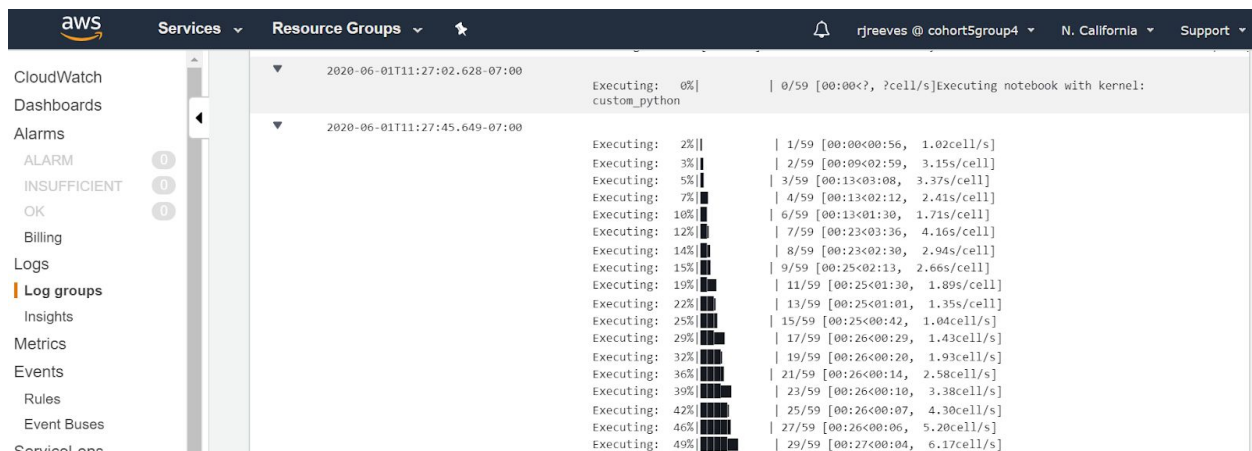 aws Services Resource Groups rjreeves @ cohort5group4 N. California Support
CloudWatch
Dashboards
Alarms
ALARM 0
INSUFFICIENT 0
OK 0
Billing
Logs
Log groups
Insights
Metrics
Events
Rules
Event Buses
ServiceLens
2020-06-01T11:27:02.628-07:00
Executing: 0%| | 0/59 [00:00<?, ?cell/s]Executing notebook with kernel:
custom_python
2020-06-01T11:27:45.649-07:00
Executing: 2%| | 1/59 [00:00<00:56, 1.02cell/s]
Executing: 3%| | 2/59 [00:09<02:59, 3.15s/cell]
Executing: 5%| | 3/59 [00:13<03:08, 3.37s/cell]
Executing: 7%| | 4/59 [00:13<02:12, 2.41s/cell]
Executing: 10%| | 6/59 [00:13<01:30, 1.71s/cell]
Executing: 12%| | 7/59 [00:23<03:36, 4.16s/cell]
Executing: 14%| | 8/59 [00:23<02:30, 2.94s/cell]
Executing: 15%| | 9/59 [00:25<02:13, 2.66s/cell]
Executing: 19%| | 11/59 [00:25<01:30, 1.89s/cell]
Executing: 22%| | 13/59 [00:25<01:01, 1.35s/cell]
Executing: 25%| | 15/59 [00:25<00:42, 1.04cell/s]
Executing: 29%| | 17/59 [00:26<00:29, 1.43cell/s]
Executing: 32%| | 19/59 [00:26<00:20, 1.93cell/s]
Executing: 36%| | 21/59 [00:26<00:14, 2.58cell/s]
Executing: 39%| | 23/59 [00:26<00:10, 3.38cell/s]
Executing: 42%| | 25/59 [00:26<00:07, 4.30cell/s]
Executing: 46%| | 27/59 [00:26<00:06, 5.20cell/s]
Executing: 49%| | 29/59 [00:27<00:04, 6.17cell/s]